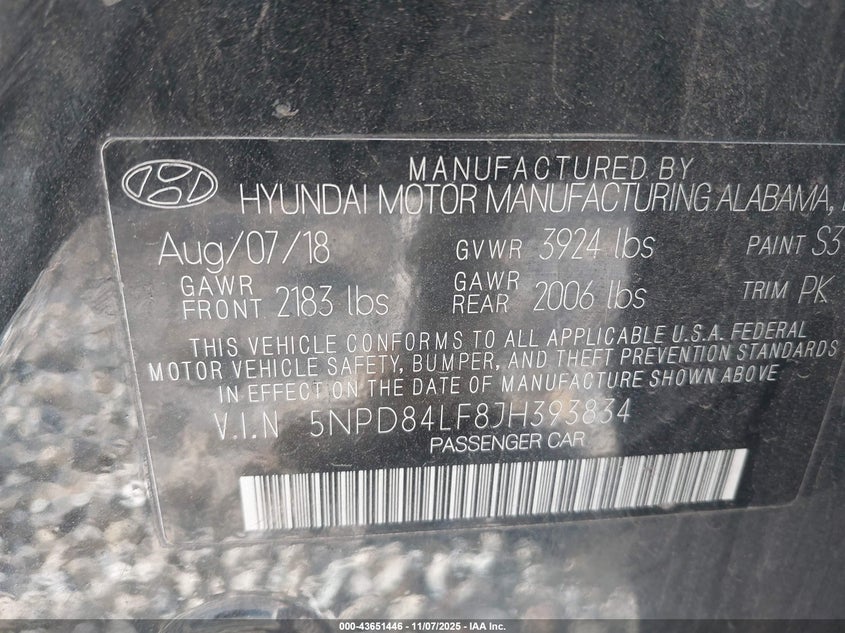 MANUFACTURED BY
HYUNDAI MOTOR MANUFACTURING ALABAMA,
Aug/07/18 GVWR 3924 lbs PAINT S3
GAWR FRONT 2183 lbs GAWR REAR 2006 lbs TRIM PK
THIS VEHICLE CONFORMS TO ALL APPLICABLE U.S.A. FEDERAL
MOTOR VEHICLE SAFETY, BUMPER, AND THEFT PREVENTION STANDARDS
IN EFFECT ON THE DATE OF MANUFACTURE SHOWN ABOVE
V.I.N 5NPD84LF8JH393834
PASSENGER CAR
000-43651446 - 11/07/2025 - IAA Inc.